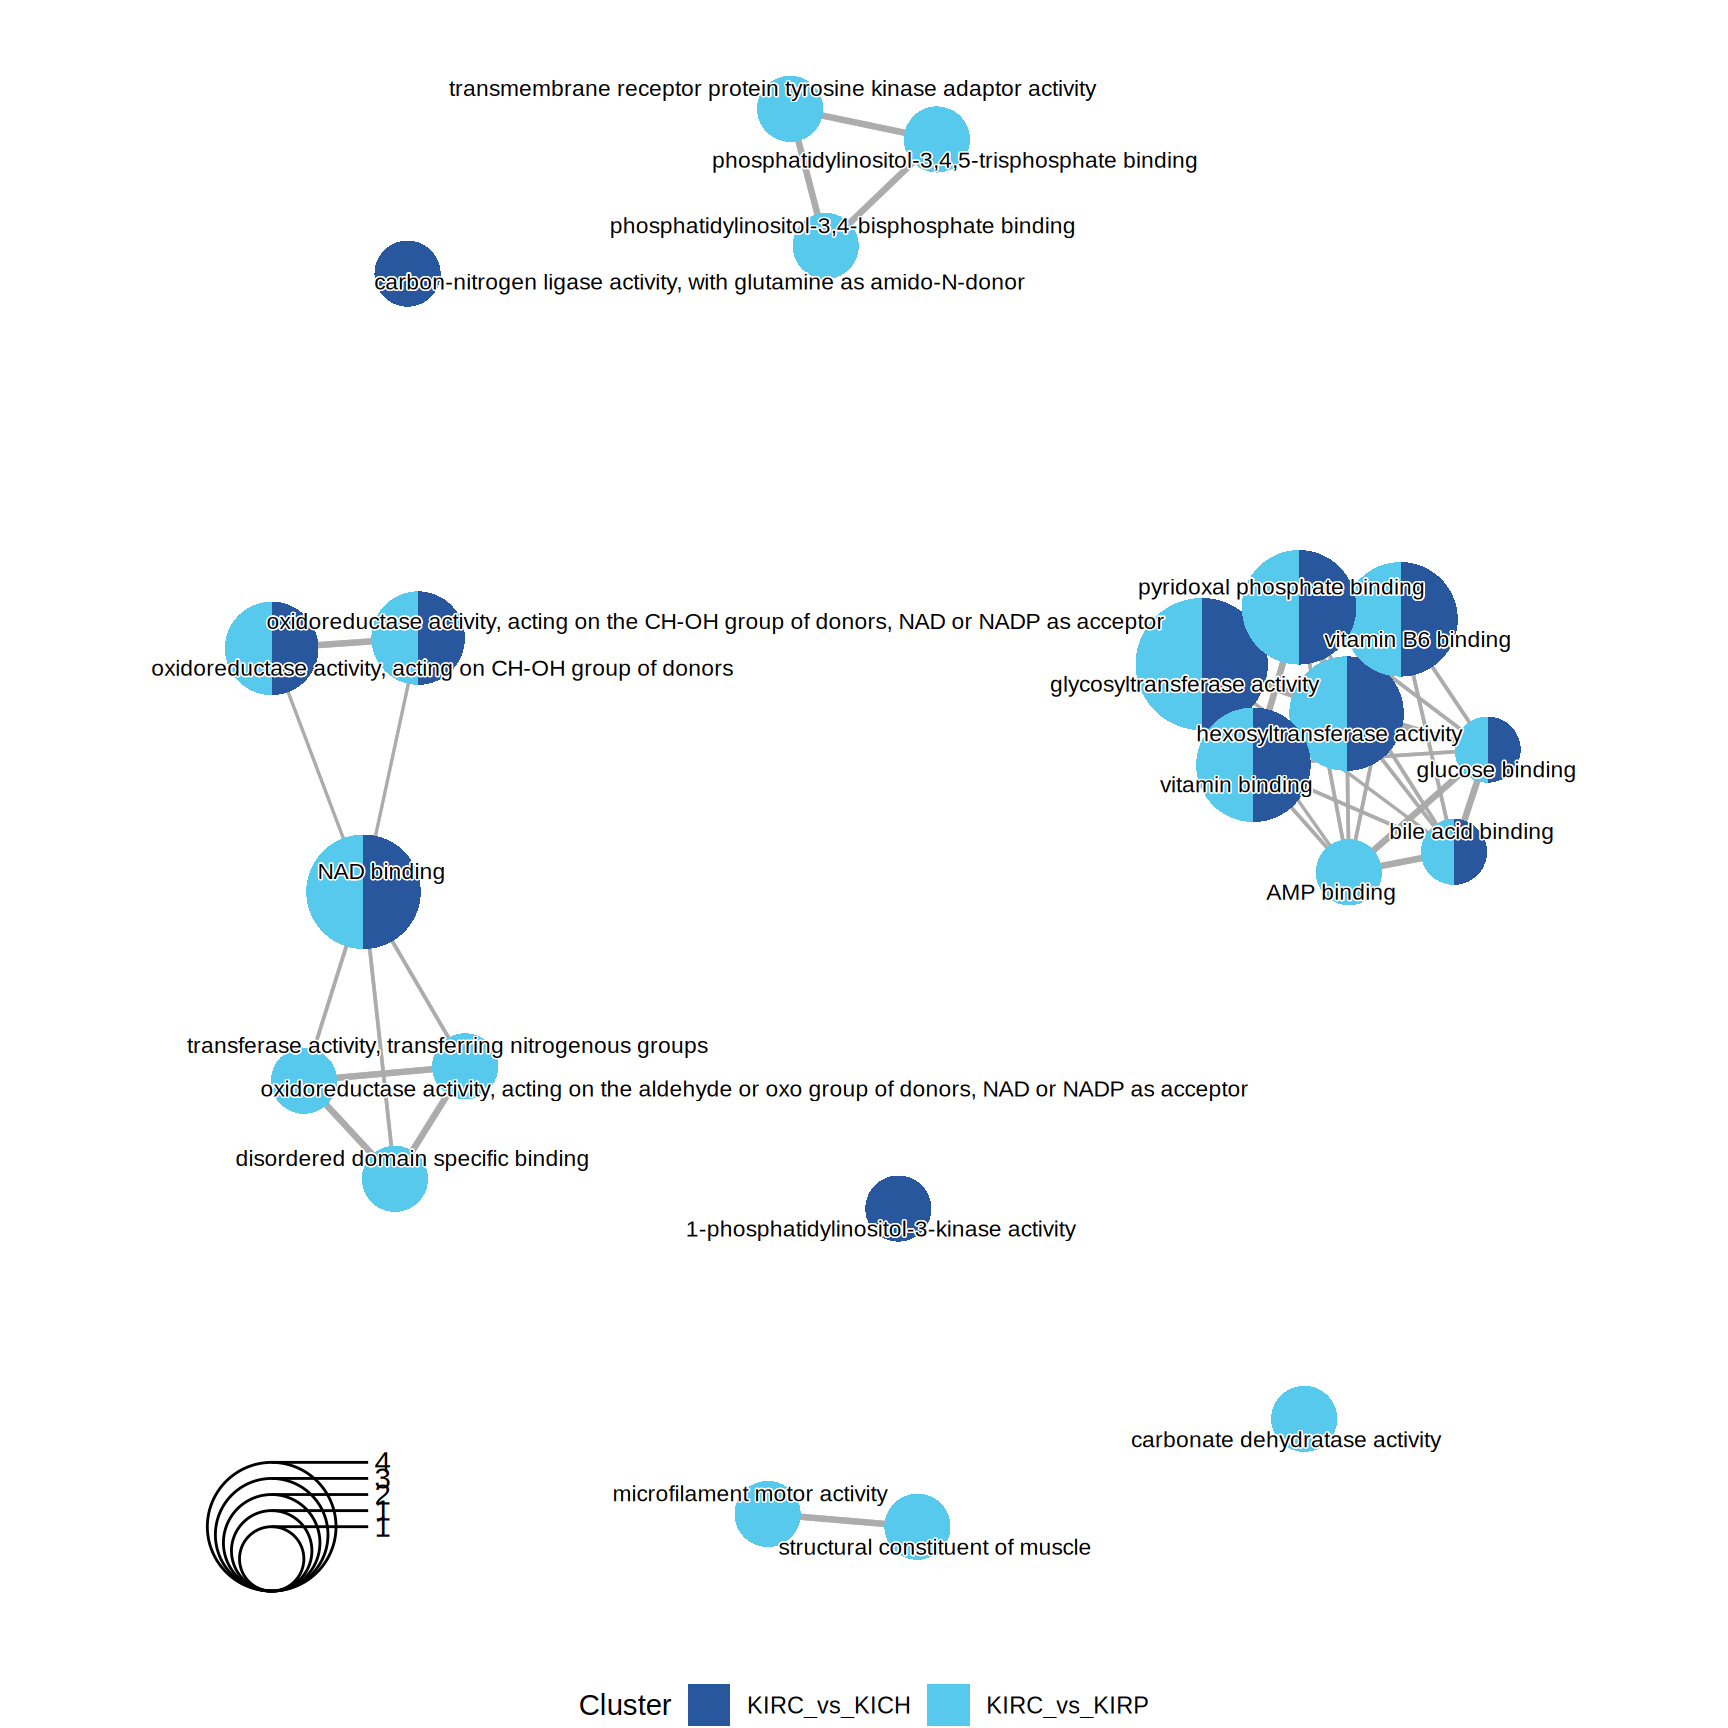 transmembrane receptor protein tyrosine kinase adaptor activity
phosphatidylinositol-3,4,5-trisphosphate binding
phosphatidylinositol-3,4-bisphosphate binding
carbon-nitrogen ligase activity, with glutamine as amido-N-donor
pyridoxal phosphate binding
oxidoreductase activity, acting on the CH-OH group of donors, NAD or NADP as acceptor
vitamin B6 binding
oxidoreductase activity, acting on CH-OH group of donors
glycosyltransferase activity
hexosyltransferase activity
glucose binding
vitamin binding
bile acid binding
NAD binding
AMP binding
transferase activity, transferring nitrogenous groups
oxidoreductase activity, acting on the aldehyde or oxo group of donors, NAD or NADP as acceptor
disordered domain specific binding
1-phosphatidylinositol-3-kinase activity
carbonate dehydratase activity
microfilament motor activity
structural constituent of muscle
4
3
2
1
1
Cluster KIRC_vs_KICH KIRC_vs_KIRP